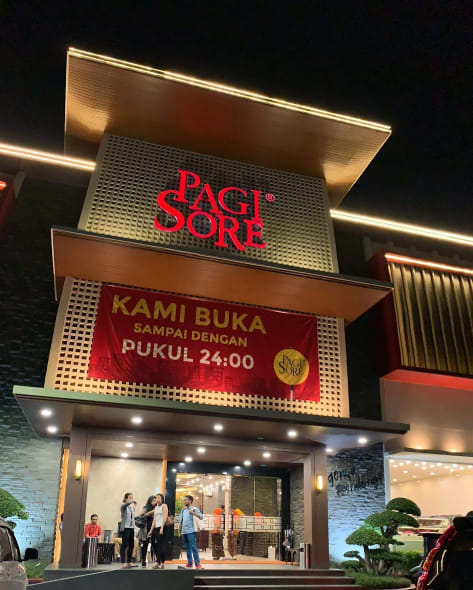 PAGI®
SORE
KAMI BUKA
SAMPAI DENGAN
PUKUL 24:00
PAGI
SORE